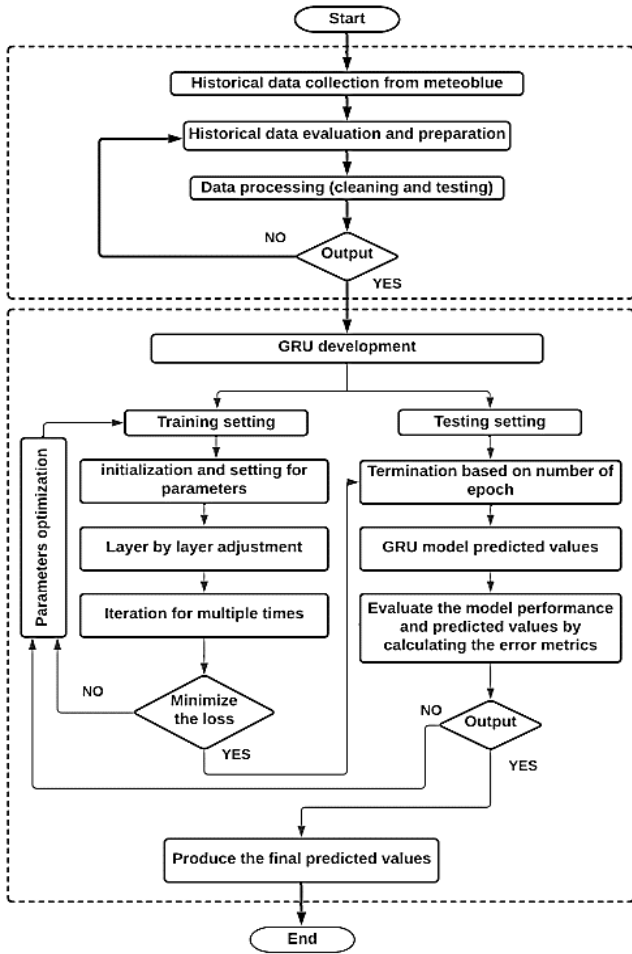 Start
Historical data collection from meteoblue
Historical data evaluation and preparation
Data processing (cleaning and testing)
NO
Output
YES
GRU development
Training setting
Testing setting
Parameters optimization
initialization and setting for
parameters
Termination based on number of
epoch
Layer by layer adjustment
GRU model predicted values
Iteration for multiple times
Evaluate the model performance
and predicted values by
calculating the error metrics
NO
Minimize
the loss
YES
NO
Output
YES
Produce the final predicted values
End